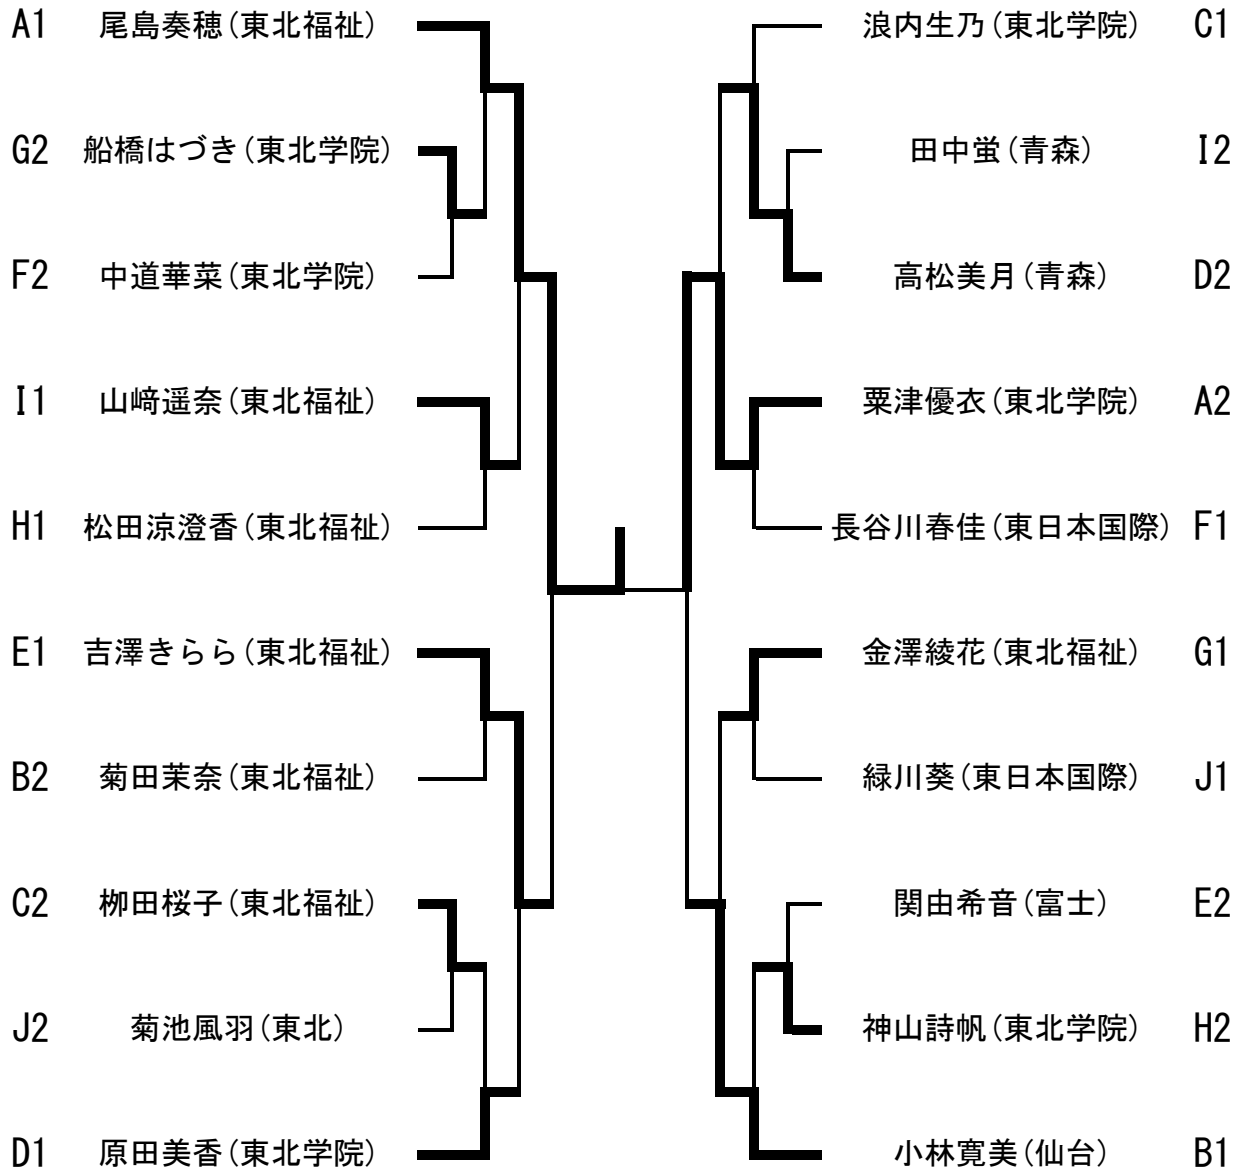 A1 尾島奏穂(東北福祉)
G2 船橋はづき(東北学院)
F2 中道華菜(東北学院)
I1 山﨑遥奈(東北福祉)
H1 松田涼澄香(東北福祉)
E1 吉澤きらら(東北福祉)
B2 菊田茉奈(東北福祉)
C2 栁田桜子(東北福祉)
J2 菊池風羽(東北)
D1 原田美香(東北学院)
浪内生乃(東北学院) C1
田中蛍(青森) I2
高松美月(青森) D2
粟津優衣(東北学院) A2
長谷川春佳(東日本国際) F1
金澤綾花(東北福祉) G1
緑川葵(東日本国際) J1
関由希音(富士) E2
神山詩帆(東北学院) H2
小林寛美(仙台) B1